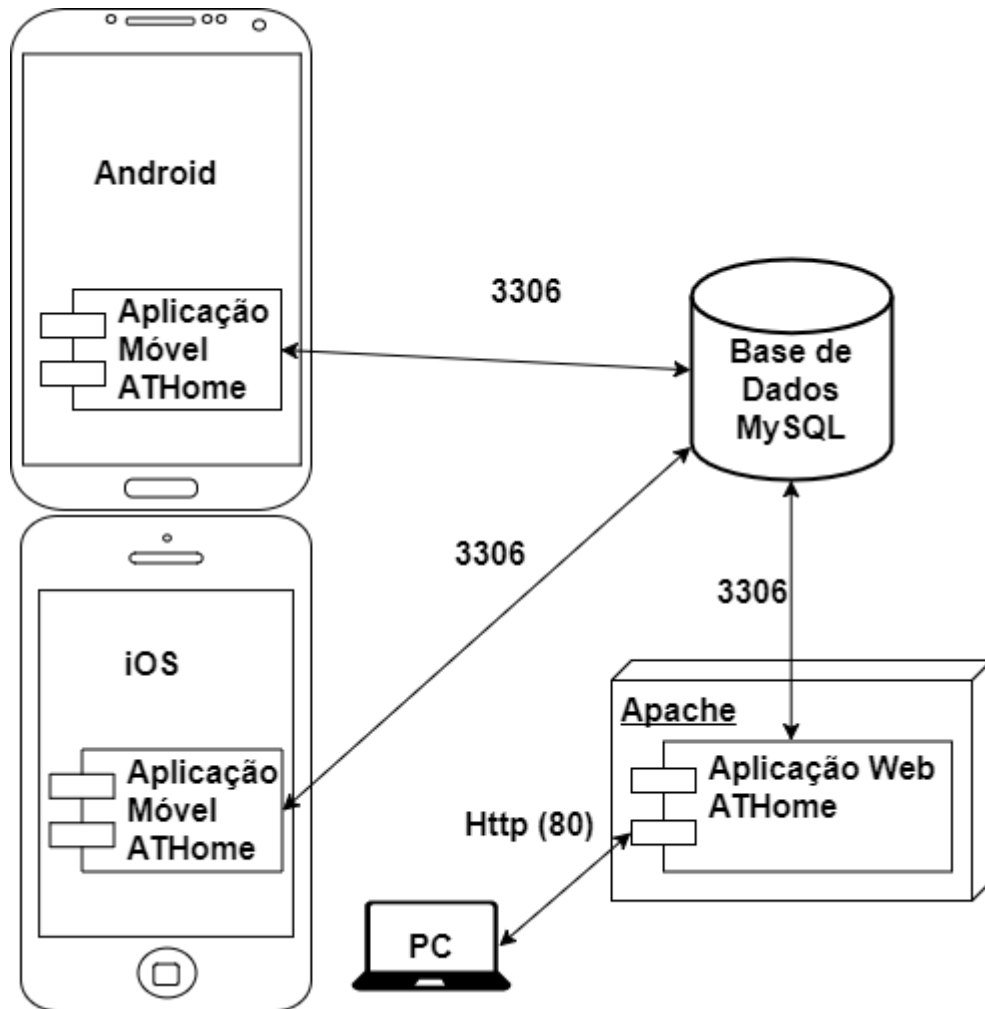 Android
Aplicação
Móvel
ATHome
3306
Base de
Dados
MySQL
3306
3306
iOS
Aplicação
Móvel
ATHome
Apache
Aplicação Web
ATHome
Http (80)
PC